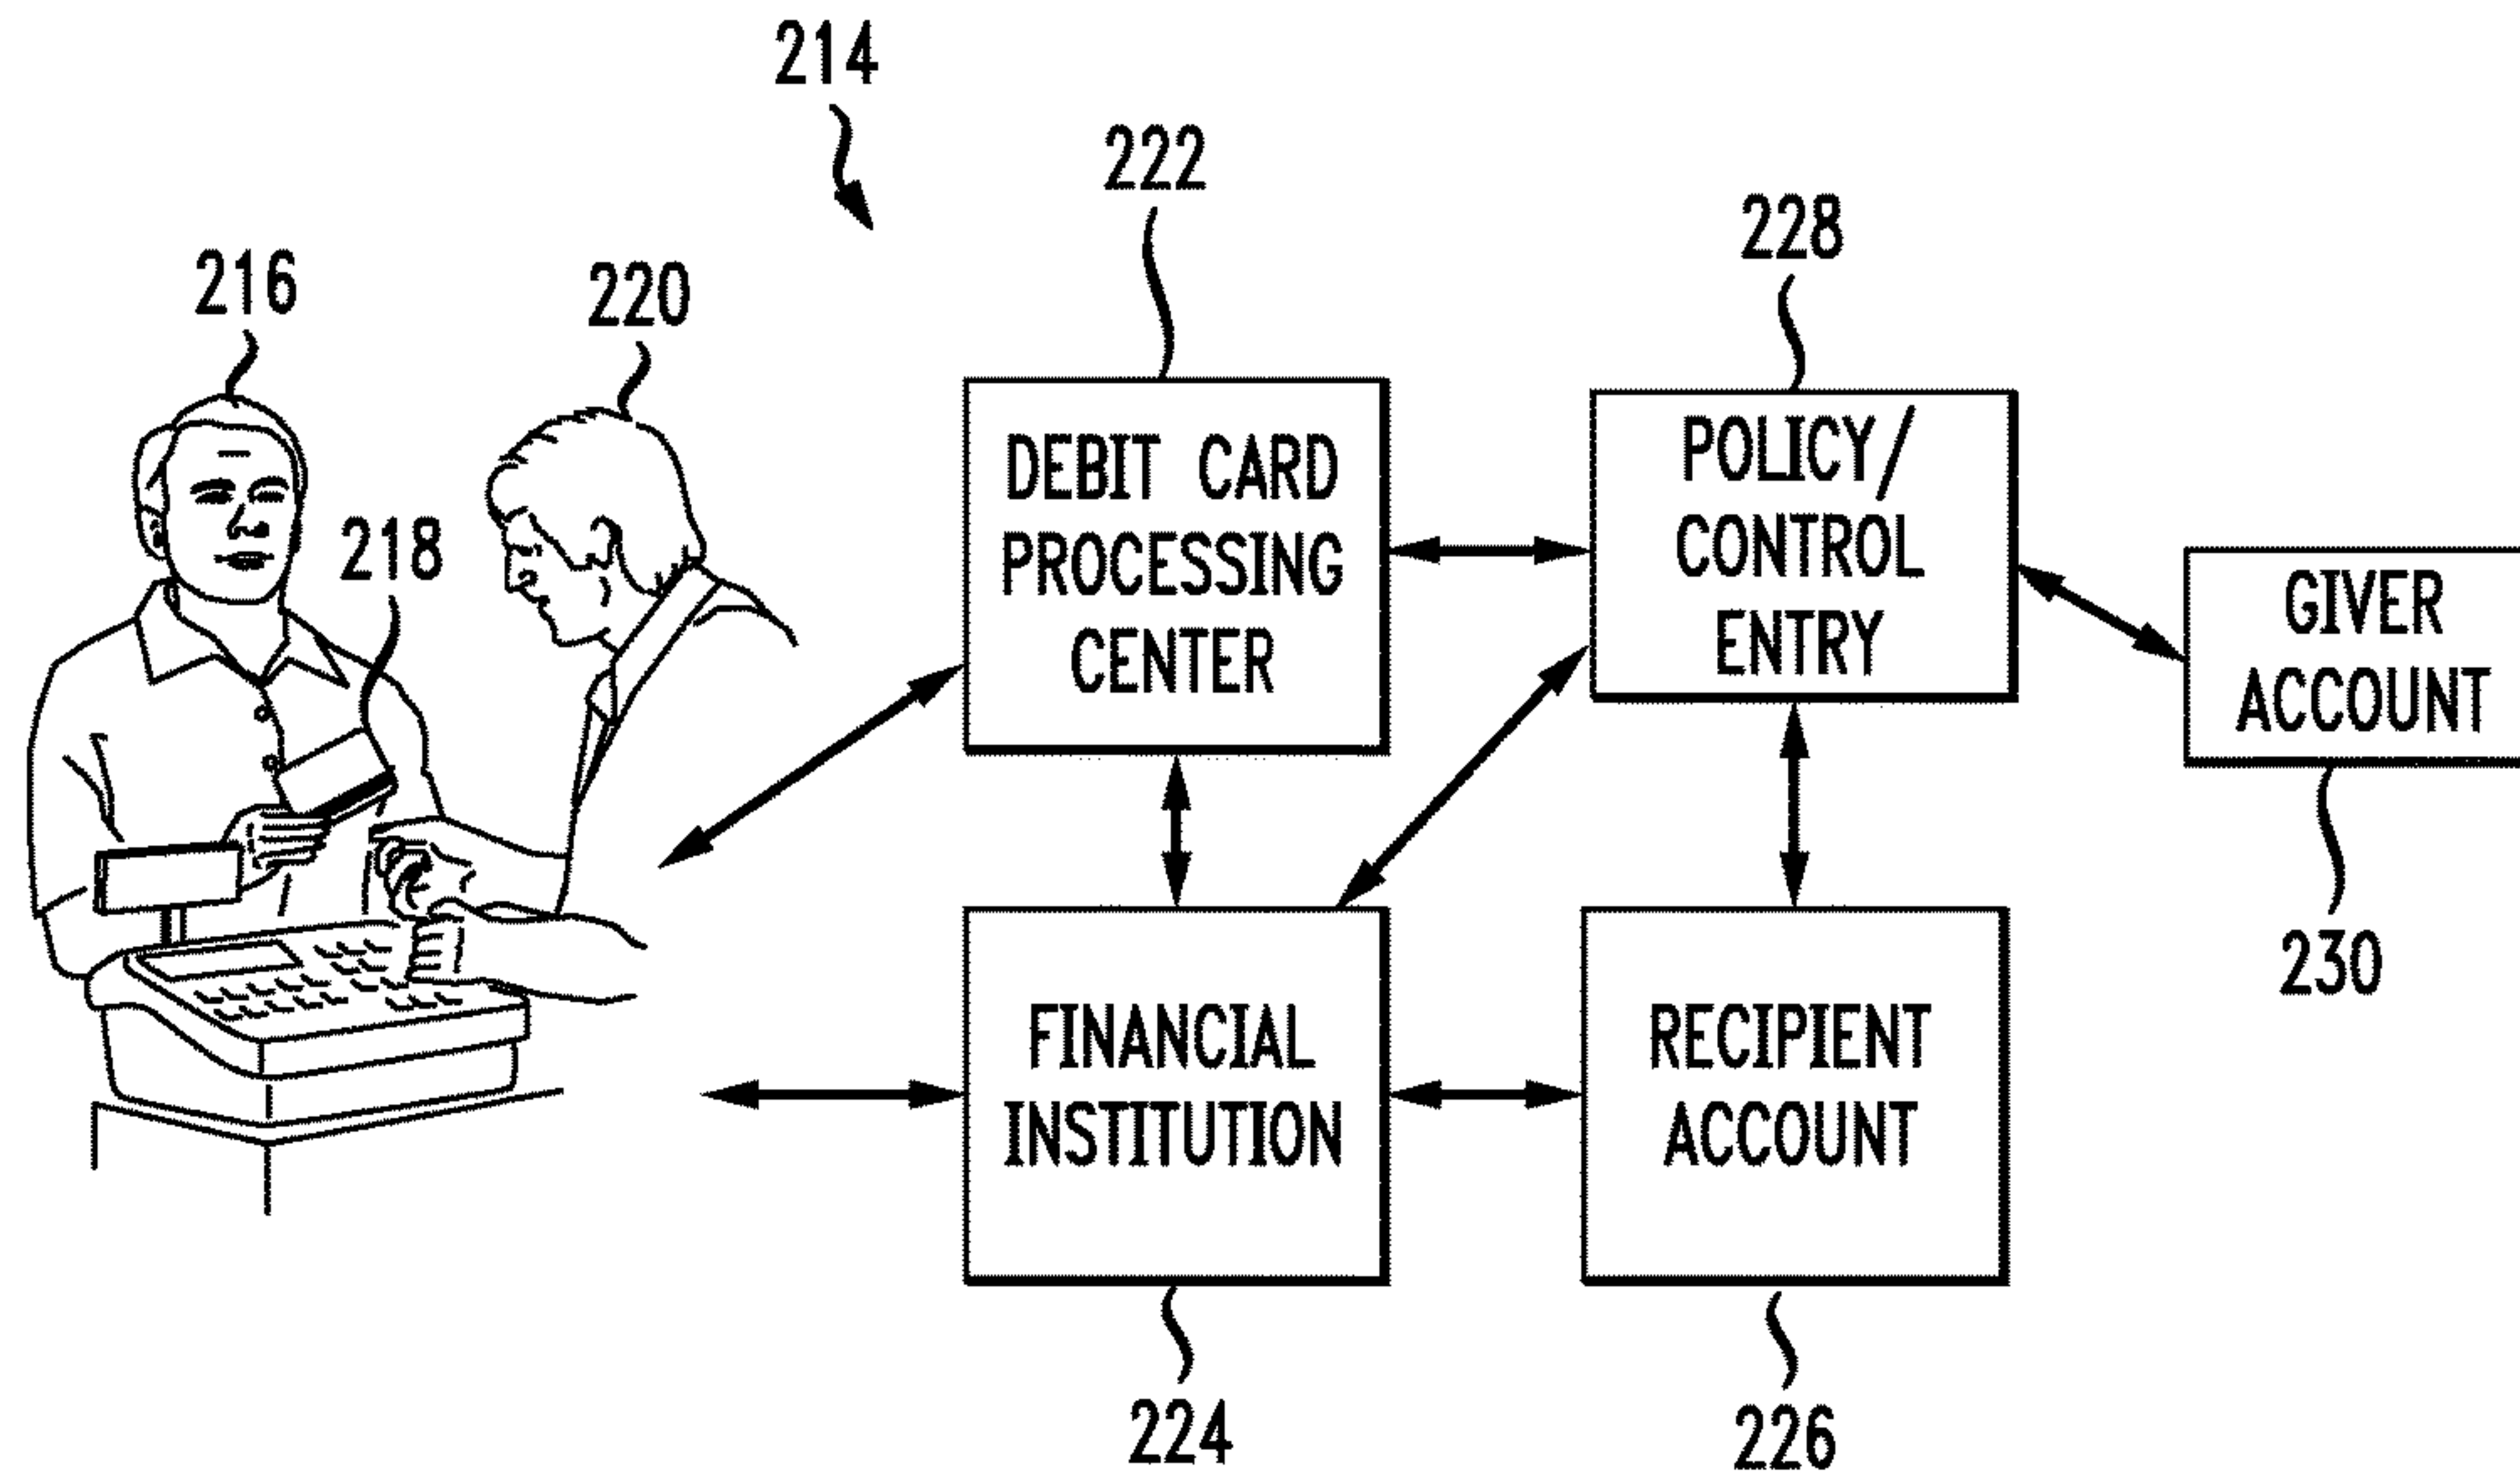 214
222
228
216
220
218
DEBIT CARD
PROCESSING
CENTER
POLICY/
CONTROL
ENTRY
GIVER
ACCOUNT
230
FINANCIAL
INSTITUTION
RECIPIENT
ACCOUNT
224
226